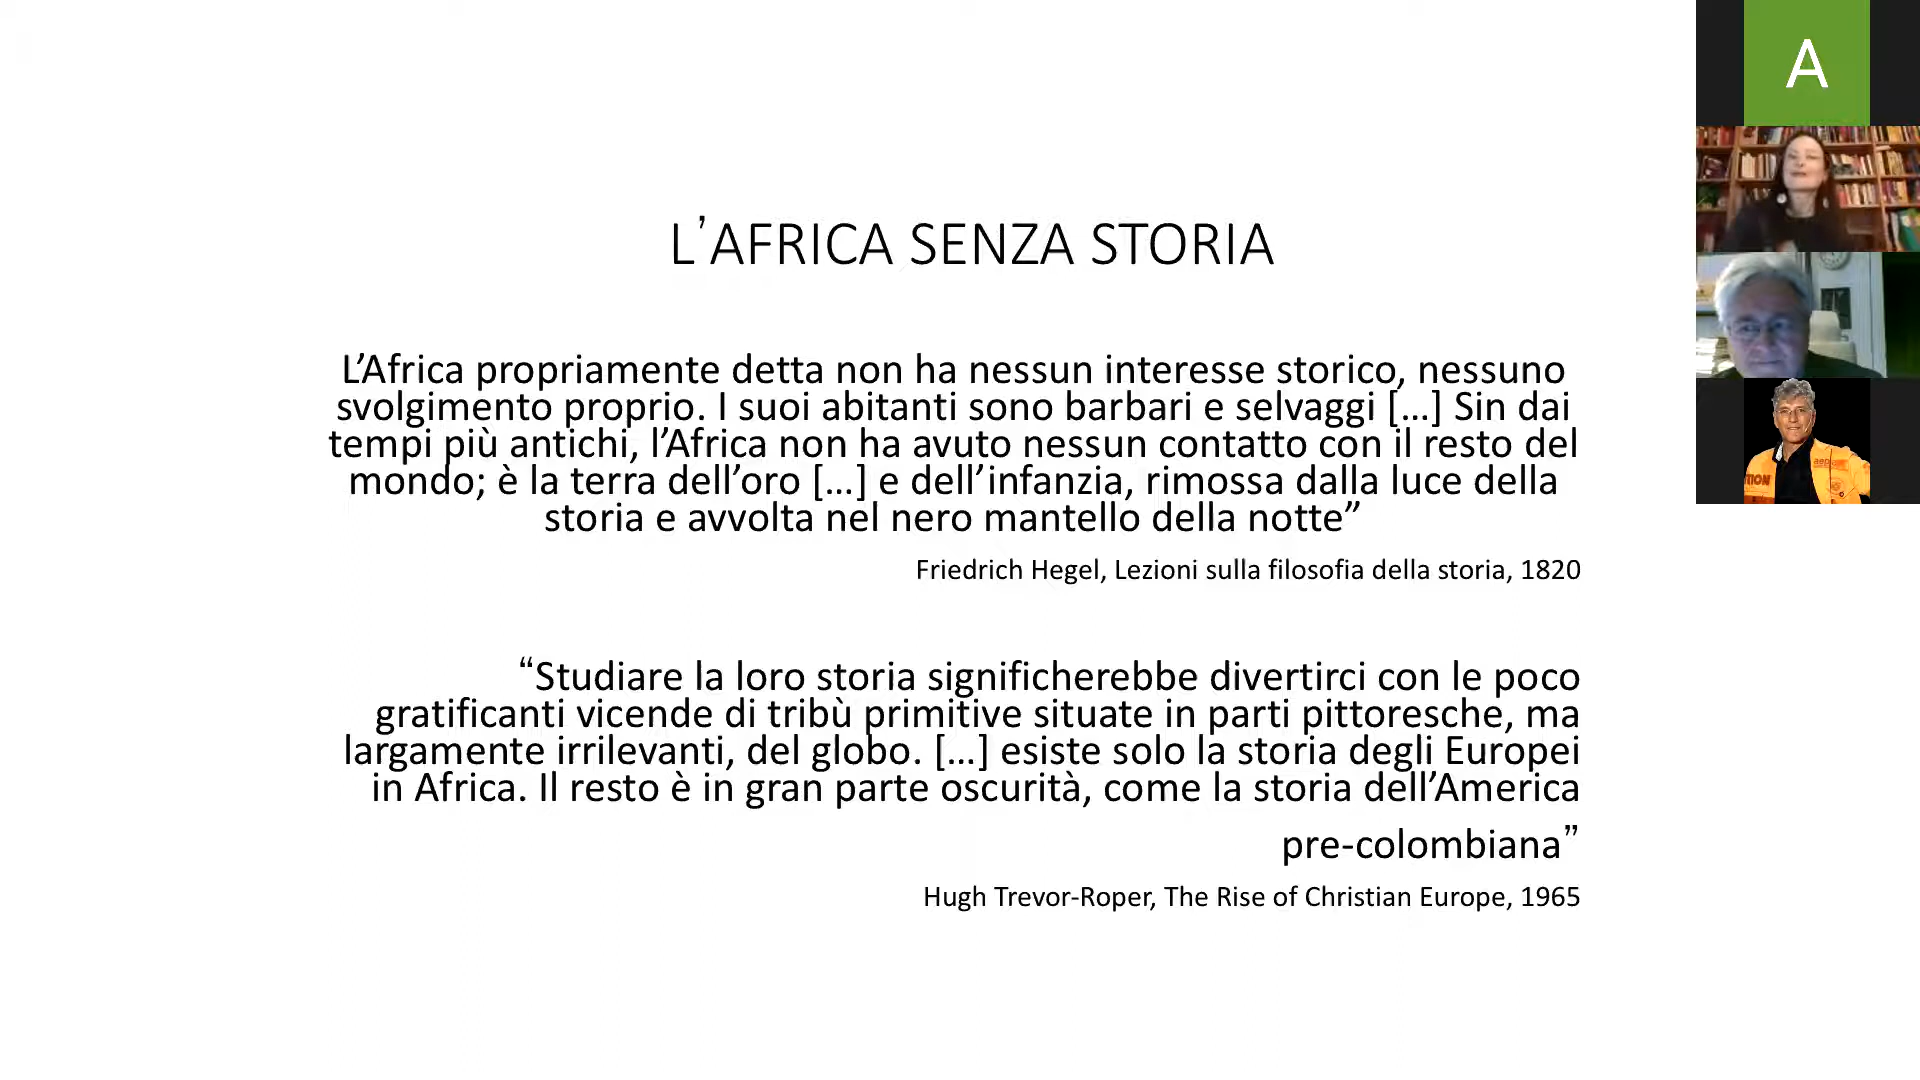 L’AFRICA SENZA STORIA
L’Africa propriamente detta non ha nessun interesse storico, nessuno
svolgimento proprio. I suoi abitanti sono barbari e selvaggi […] Sin dai
tempi più antichi, l’Africa non ha avuto nessun contatto con il resto del
mondo; è la terra dell’oro […] e dell’infanzia, rimossa dalla luce della
storia e avvolta nel nero mantello della notte”
Friedrich Hegel, Lezioni sulla filosofia della storia, 1820
“Studiare la loro storia significherebbe divertirci con le poco
gratificanti vicende di tribù primitive situate in parti pittoresche, ma
largamente irrilevanti, del globo. […] esiste solo la storia degli Europei
in Africa. Il resto è in gran parte oscurità, come la storia dell’America
pre-colombiana”
Hugh Trevor-Roper, The Rise of Christian Europe, 1965
A
TION